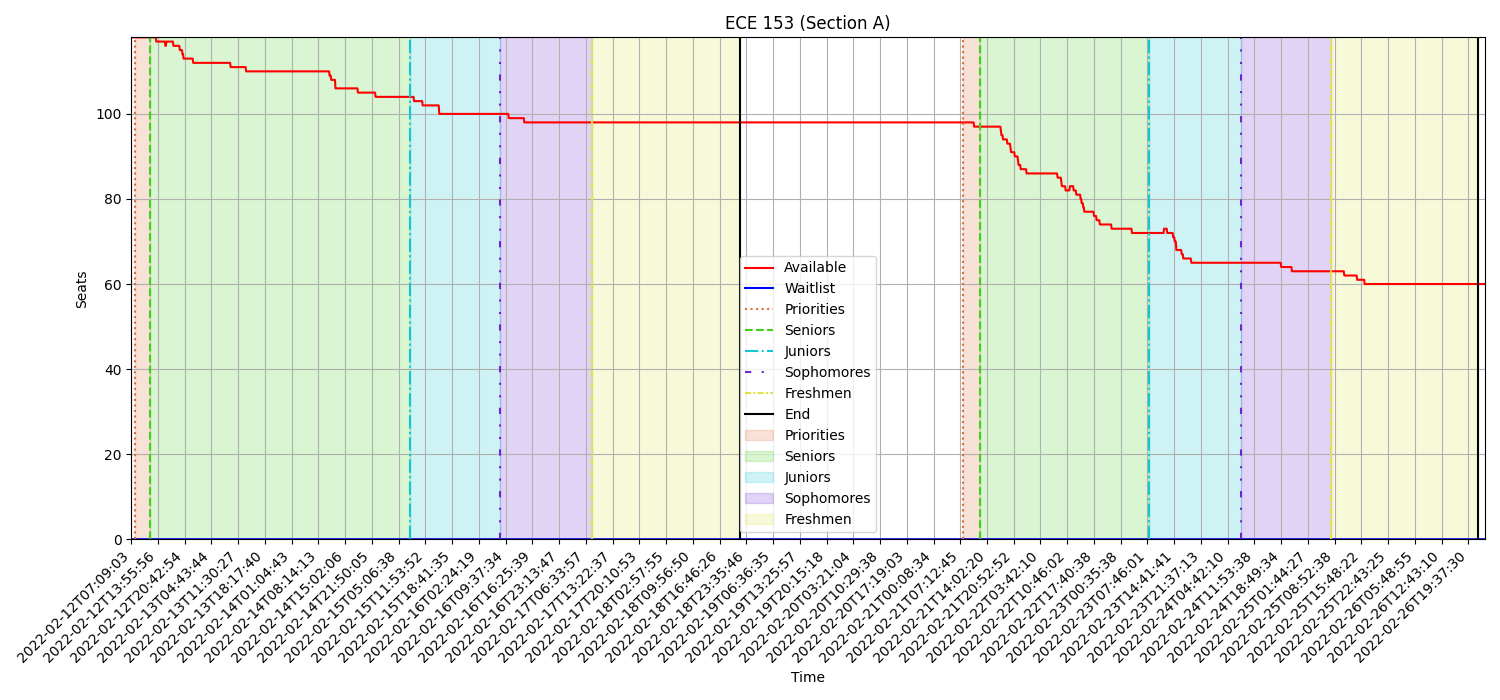 ECE 153 (Section A)
Seats
100
80
60
40
20
0
Available
Waitlist
Priorities
Seniors
Juniors
Sophomores
Freshmen
End
Priorities
Seniors
Juniors
Sophomores
Freshmen
2022-02-12T07:09:03
2022-02-12T13:55:56
2022-02-12T20:42:54
2022-02-13T04:43:44
2022-02-13T11:30:27
2022-02-13T18:17:40
2022-02-14T01:04:43
2022-02-14T08:14:13
2022-02-14T15:02:06
2022-02-14T21:50:05
2022-02-15T05:06:38
2022-02-15T11:53:52
2022-02-15T18:41:35
2022-02-16T02:24:19
2022-02-16T09:37:34
2022-02-16T16:25:39
2022-02-16T23:13:47
2022-02-17T06:33:57
2022-02-17T13:22:37
2022-02-17T20:10:53
2022-02-18T02:57:55
2022-02-18T09:56:50
2022-02-18T16:46:26
2022-02-18T23:35:46
2022-02-19T06:36:35
2022-02-19T13:25:57
2022-02-19T20:15:18
2022-02-20T03:21:04
2022-02-20T10:29:38
2022-02-20T17:19:03
2022-02-21T00:08:34
2022-02-21T07:12:45
2022-02-21T14:02:20
2022-02-21T20:52:52
2022-02-22T03:42:10
2022-02-22T10:46:02
2022-02-22T17:40:38
2022-02-23T00:35:38
2022-02-23T07:46:01
2022-02-23T14:41:41
2022-02-23T21:37:13
2022-02-24T04:42:10
2022-02-24T11:53:38
2022-02-24T18:49:34
2022-02-25T01:44:27
2022-02-25T08:52:38
2022-02-25T15:48:22
2022-02-25T22:43:25
2022-02-26T05:48:55
2022-02-26T12:43:10
2022-02-26T19:37:30
Time